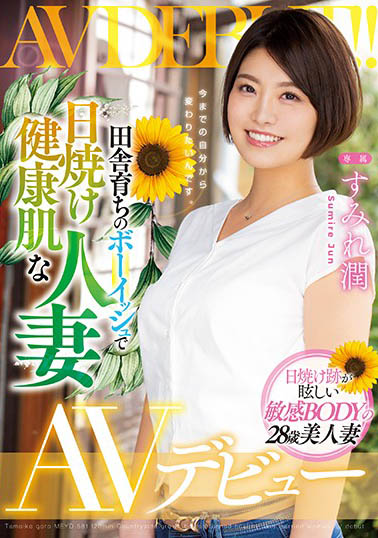 AV DEBUT!!
今までの自分から
変わりたいんです。
田舎育ちのボーイッシュで
日焼け健康肌な
人妻
専属
すみれ潤
Sumire Jun
日焼け跡が
眩しい
敏感BODYの
28歳美人妻
AVデビュー